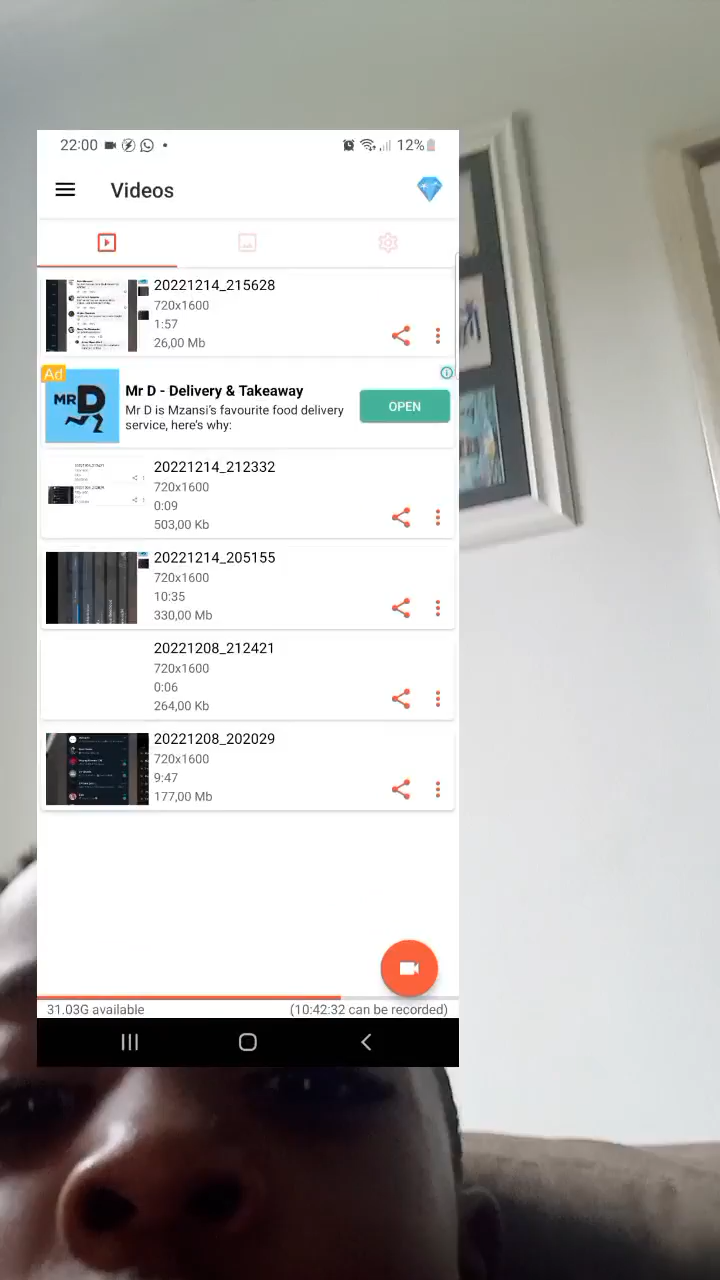 22:00
12%
Videos
20221214_215628
720x1600
1:57
26,00 Mb
Ad
MR D
Mr D - Delivery & Takeaway
Mr D is Mzansi's favourite food delivery
service, here's why:
OPEN
20221214_212332
720x1600
0:09
503,00 Kb
20221214_205155
720x1600
10:35
330,00 Mb
20221208_212421
720x1600
0:06
264,00 Kb
20221208_202029
720x1600
9:47
177,00 Mb
31.03G available
(10:42:32 can be recorded)